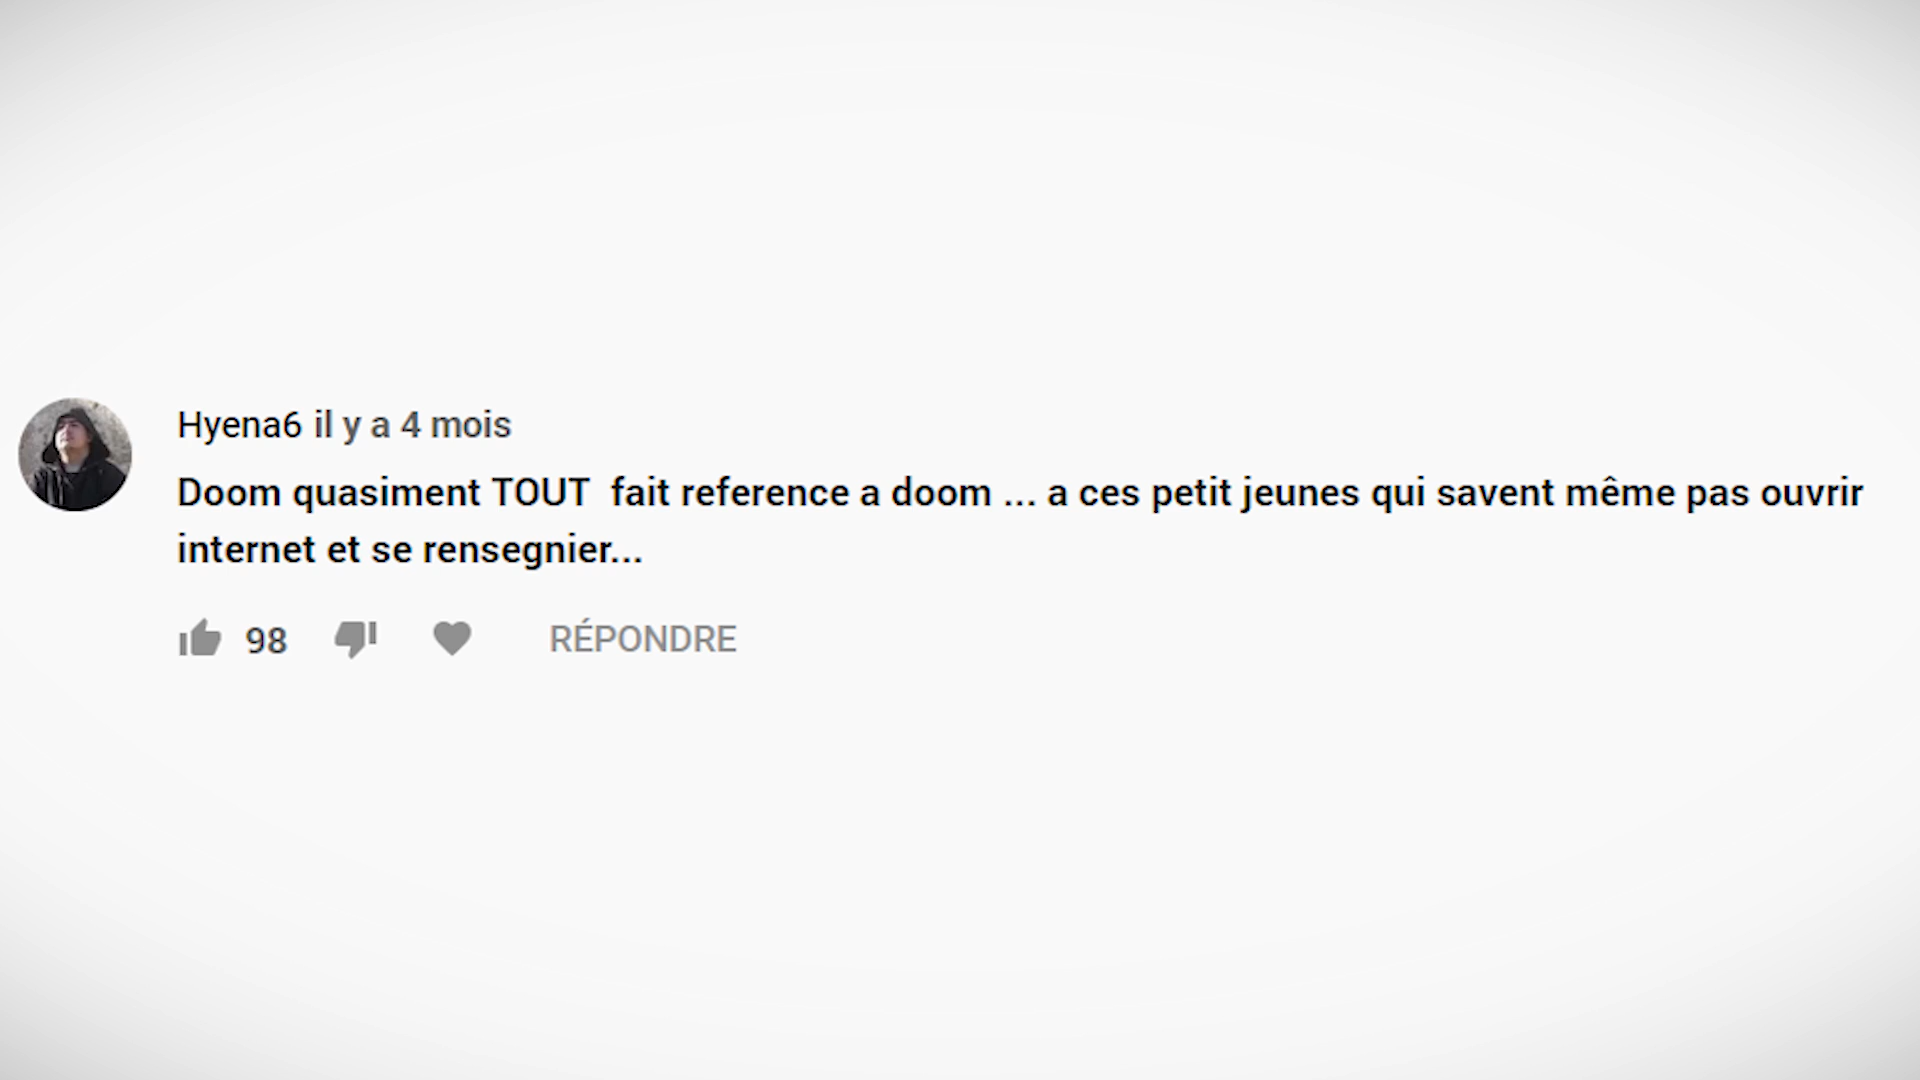 Hyena6 il y a 4 mois
Doom quasiment TOUT  fait reference a doom ... a ces petit jeunes qui savent même pas ouvrir
internet et se rensegnier...
98 RÉPONDRE